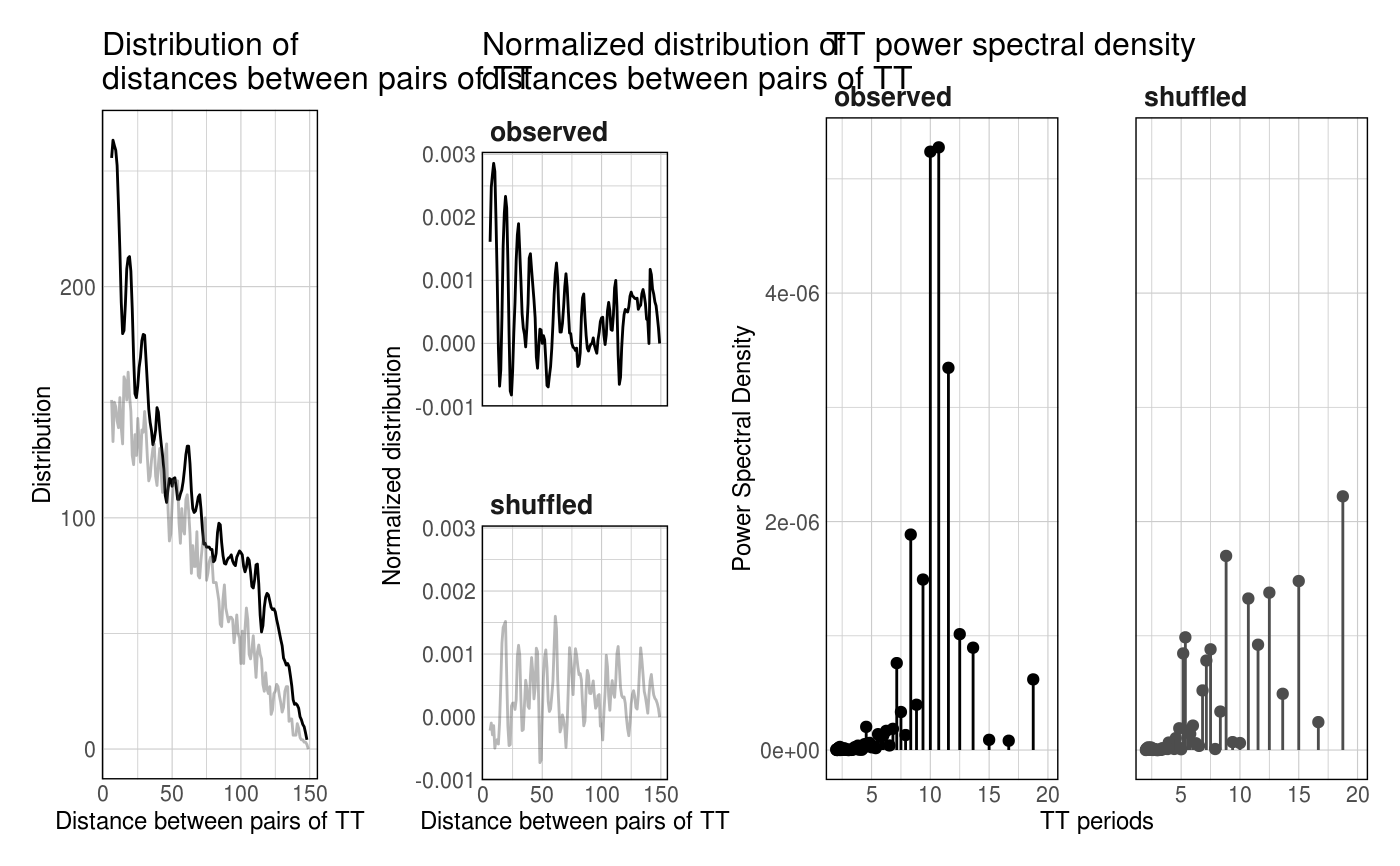 Distribution of
distances between pairs of TT
Normalized distribution of
distances between pairs of TT
TT power spectral density
Distribution
200
100
0
0
50
100
150
Distance between pairs of TT
Normalized distribution
observed
0.003
0.002
0.001
0.000
-0.001
shuffled
0.003
0.002
0.001
0.000
-0.001
0
50
100
150
Distance between pairs of TT
Power Spectral Density
observed
shuffled
4e-06
2e-06
0e+00
5
10
15
20
5
10
15
20
TT periods